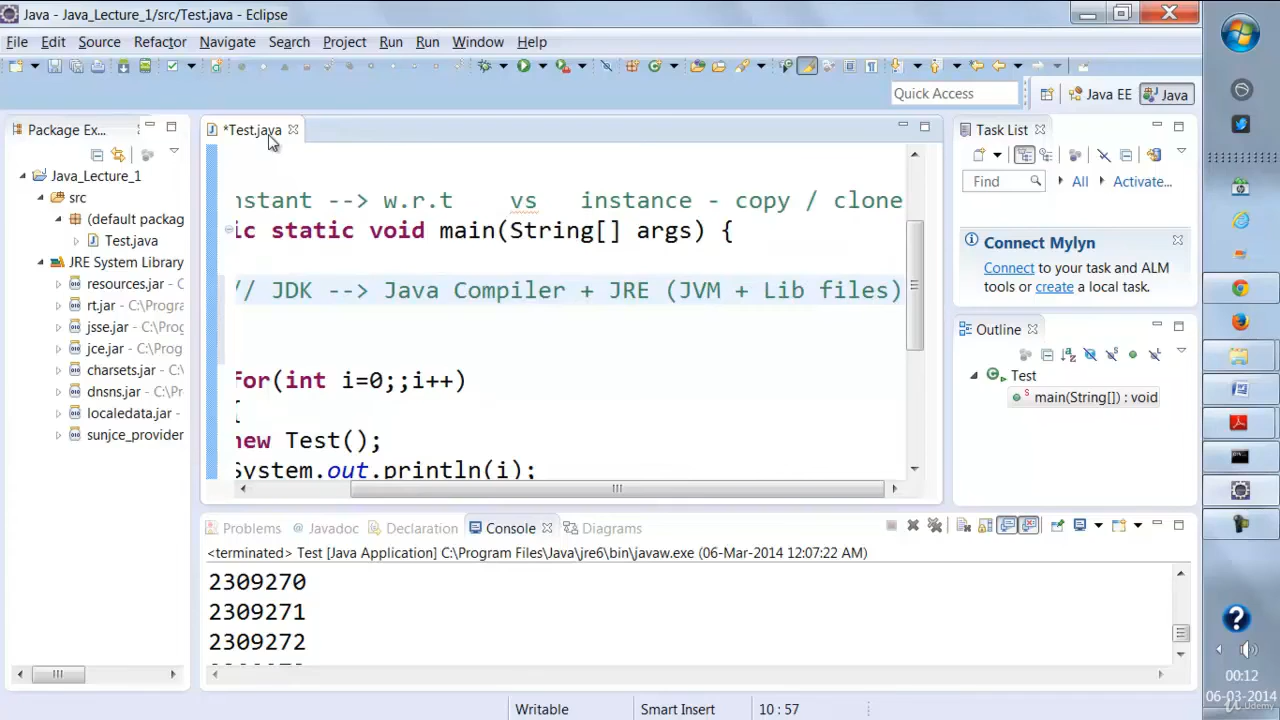 Java - Java_Lecture_1/src/Test.java - Eclipse
File Edit Source Refactor Navigate Search Project Run Run Window Help
Quick Access
Java EE
Java
Package Ex...
Java_Lecture_1
src
(default packag
Test.java
JRE System Library
resources.jar - C:\Progra
rt.jar - C:\Program
jsse.jar - C:\Prog
jce.jar - C:\Progr
charsets.jar - C:\
dnsns.jar - C:\Pr
localedata.jar -
sunjce_provider
*Test.java
nstant --> w.r.t vs instance - copy / clone
ic static void main(String[] args) {
// JDK --> Java Compiler + JRE (JVM + Lib files)
for(int i=0;;i++)
{
new Test();
System.out.println(i);
Task List
Find
All
Activate...
Connect Mylyn
Connect to your task and ALM
tools or create a local task.
Outline
Test
main(String[]) : void
Problems
@ Javadoc
Declaration
Console
Diagrams
<terminated> Test [Java Application] C:\Program Files\Java\jre6\bin\javaw.exe (06-Mar-2014 12:07:22 AM)
2309270
2309271
2309272
Writable
Smart Insert
10 : 57
00:12
06-03-2014
Udemy